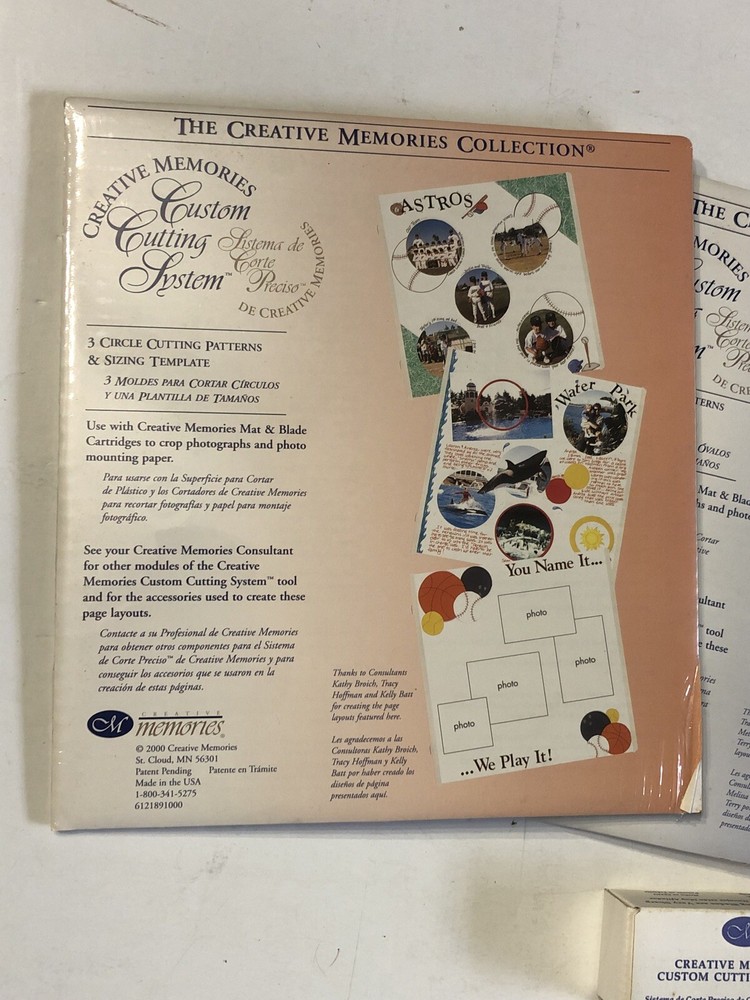 THE CREATIVE MEMORIES COLLECTION®
CREATIVE MEMORIES
Custom
Cutting
System™
Sistema de
Corte
Preciso™
DE CREATIVE MEMORIES
3 CIRCLE CUTTING PATTERNS
& SIZING TEMPLATE
3 MOLDES PARA CORTAR CÍRCULOS
Y UNA PLANTILLA DE TAMAÑOS
Use with Creative Memories Mat & Blade
Cartridges to crop photographs and photo
mounting paper.
Para usarse con la Superficie para Cortar
de Plástico y los Cortadores de Creative Memories
para recortar fotografías y papel para montaje
fotográfico.
See your Creative Memories Consultant
for other modules of the Creative
Memories Custom Cutting System™ tool
and for the accessories used to create these
page layouts.
Contacte a su Profesional de Creative Memories
para obtener otros componentes para el Sistema
de Corte Preciso™ de Creative Memories y para
conseguir los accesorios que se usaron en la
creación de estas páginas.
CM
CREATIVE
memories®
© 2000 Creative Memories
St. Cloud, MN 56301
Patent Pending Patente en Trámite
Made in the USA
1-800-341-5275
6121891000
Thanks to Consultants
Kathy Broich, Tracy
Hoffman and Kelly Batt
for creating the page
layouts featured here.
Les agradecemos a las
Consultoras Kathy Broich,
Tracy Hoffman y Kelly
Batt por haber creado los
diseños de página
presentados aquí.
ASTROS
Water Park
You Name It...
photo
photo
photo
photo
...We Play It!
THE C
MORIES
ustom
TERNS
ÓVALOS
AÑOS
Mat & Blad
hs and photo
Cortar
tive
ultant
tool
e these
CREATIVE M
CUSTOM CUTTI
Sistema de Corte Preciso de